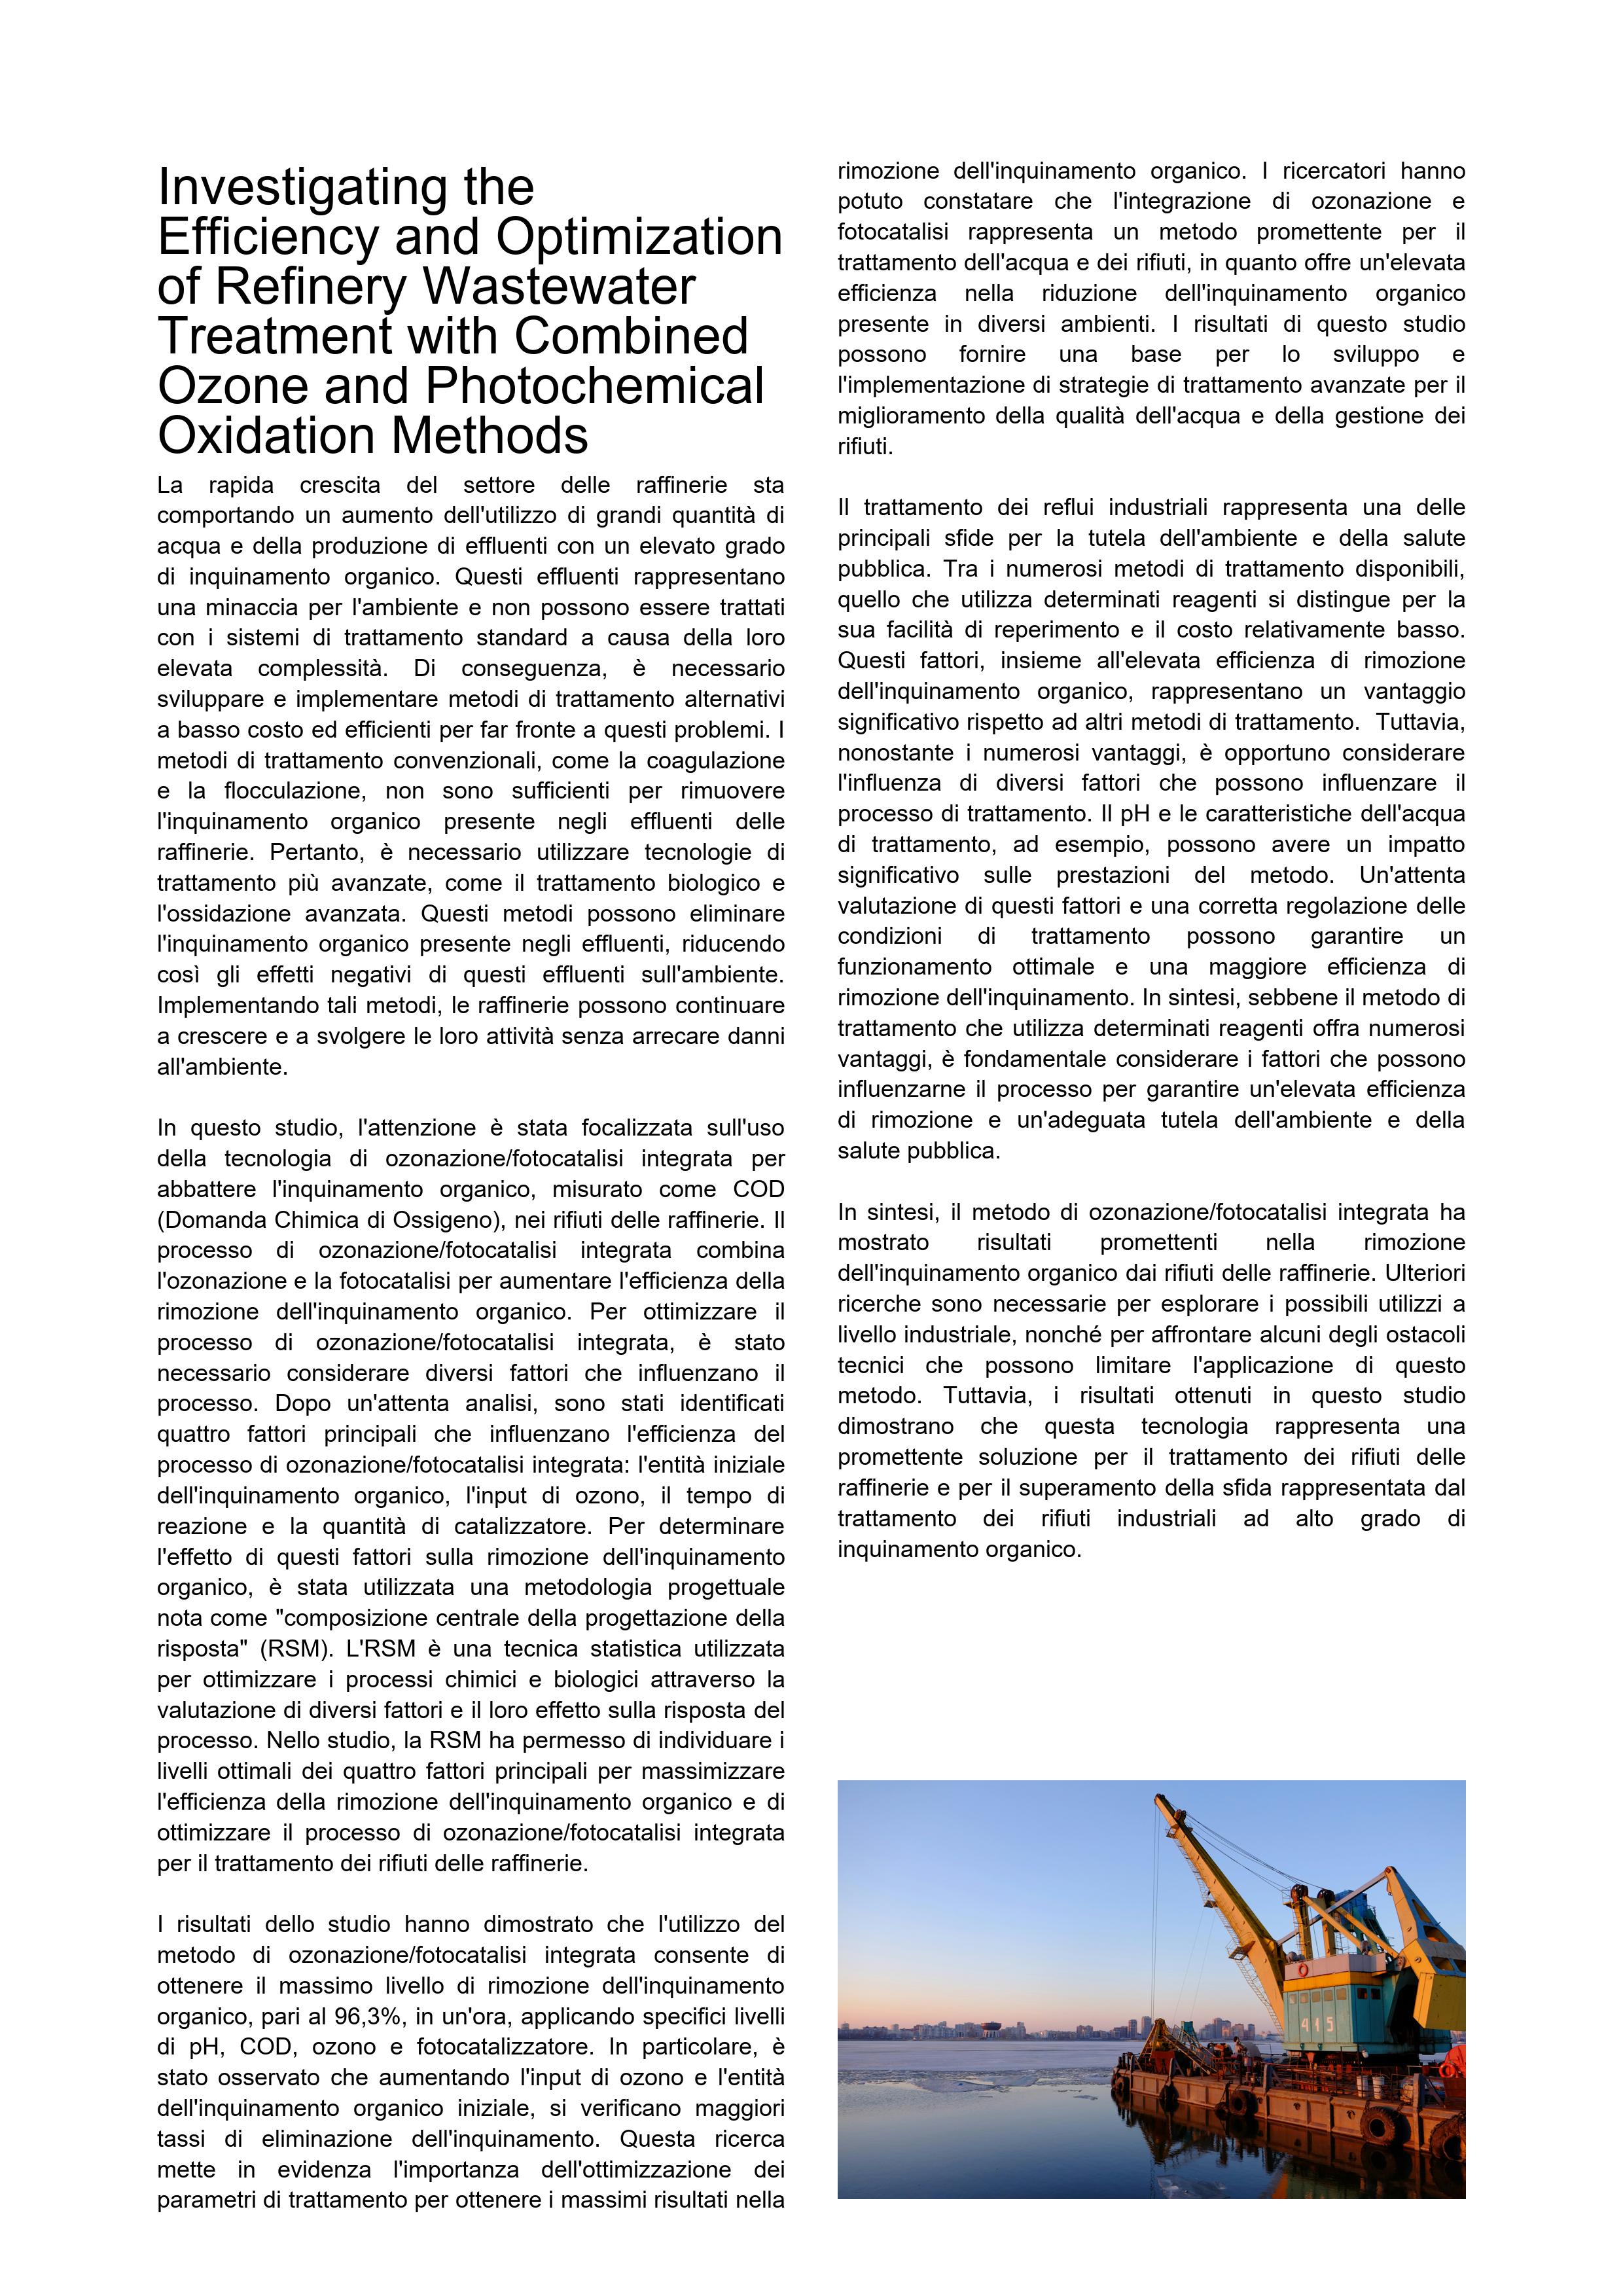 Investigating the
Efficiency and Optimization
of Refinery Wastewater
Treatment with Combined
Ozone and Photochemical
Oxidation Methods
La rapida crescita del settore delle raffinerie sta
comportando un aumento dell'utilizzo di grandi quantità di
acqua e della produzione di effluenti con un elevato grado
di inquinamento organico. Questi effluenti rappresentano
una minaccia per l'ambiente e non possono essere trattati
con i sistemi di trattamento standard a causa della loro
elevata complessità. Di conseguenza, è necessario
sviluppare e implementare metodi di trattamento alternativi
a basso costo ed efficienti per far fronte a questi problemi. I
metodi di trattamento convenzionali, come la coagulazione
e la flocculazione, non sono sufficienti per rimuovere
l'inquinamento organico presente negli effluenti delle
raffinerie. Pertanto, è necessario utilizzare tecnologie di
trattamento più avanzate, come il trattamento biologico e
l'ossidazione avanzata. Questi metodi possono eliminare
l'inquinamento organico presente negli effluenti, riducendo
così gli effetti negativi di questi effluenti sull'ambiente.
Implementando tali metodi, le raffinerie possono continuare
a crescere e a svolgere le loro attività senza arrecare danni
all'ambiente.
In questo studio, l'attenzione è stata focalizzata sull'uso
della tecnologia di ozonazione/fotocatalisi integrata per
abbattere l'inquinamento organico, misurato come COD
(Domanda Chimica di Ossigeno), nei rifiuti delle raffinerie. Il
processo di ozonazione/fotocatalisi integrata combina
l'ozonazione e la fotocatalisi per aumentare l'efficienza della
rimozione dell'inquinamento organico. Per ottimizzare il
processo di ozonazione/fotocatalisi integrata, è stato
necessario considerare diversi fattori che influenzano il
processo. Dopo un'attenta analisi, sono stati identificati
quattro fattori principali che influenzano l'efficienza del
processo di ozonazione/fotocatalisi integrata: l'entità iniziale
dell'inquinamento organico, l'input di ozono, il tempo di
reazione e la quantità di catalizzatore. Per determinare
l'effetto di questi fattori sulla rimozione dell'inquinamento
organico, è stata utilizzata una metodologia progettuale
nota come "composizione centrale della progettazione della
risposta" (RSM). L'RSM è una tecnica statistica utilizzata
per ottimizzare i processi chimici e biologici attraverso la
valutazione di diversi fattori e il loro effetto sulla risposta del
processo. Nello studio, la RSM ha permesso di individuare i
livelli ottimali dei quattro fattori principali per massimizzare
l'efficienza della rimozione dell'inquinamento organico e di
ottimizzare il processo di ozonazione/fotocatalisi integrata
per il trattamento dei rifiuti delle raffinerie.
I risultati dello studio hanno dimostrato che l'utilizzo del
metodo di ozonazione/fotocatalisi integrata consente di
ottenere il massimo livello di rimozione dell'inquinamento
organico, pari al 96,3%, in un'ora, applicando specifici livelli
di pH, COD, ozono e fotocatalizzatore. In particolare, è
stato osservato che aumentando l'input di ozono e l'entità
dell'inquinamento organico iniziale, si verificano maggiori
tassi di eliminazione dell'inquinamento. Questa ricerca
mette in evidenza l'importanza dell'ottimizzazione dei
parametri di trattamento per ottenere i massimi risultati nella
rimozione dell'inquinamento organico. I ricercatori hanno
potuto constatare che l'integrazione di ozonazione e
fotocatalisi rappresenta un metodo promettente per il
trattamento dell'acqua e dei rifiuti, in quanto offre un'elevata
efficienza nella riduzione dell'inquinamento organico
presente in diversi ambienti. I risultati di questo studio
possono fornire una base per lo sviluppo e
l'implementazione di strategie di trattamento avanzate per il
miglioramento della qualità dell'acqua e della gestione dei
rifiuti.
Il trattamento dei reflui industriali rappresenta una delle
principali sfide per la tutela dell'ambiente e della salute
pubblica. Tra i numerosi metodi di trattamento disponibili,
quello che utilizza determinati reagenti si distingue per la
sua facilità di reperimento e il costo relativamente basso.
Questi fattori, insieme all'elevata efficienza di rimozione
dell'inquinamento organico, rappresentano un vantaggio
significativo rispetto ad altri metodi di trattamento. Tuttavia,
nonostante i numerosi vantaggi, è opportuno considerare
l'influenza di diversi fattori che possono influenzare il
processo di trattamento. Il pH e le caratteristiche dell'acqua
di trattamento, ad esempio, possono avere un impatto
significativo sulle prestazioni del metodo. Un'attenta
valutazione di questi fattori e una corretta regolazione delle
condizioni di trattamento possono garantire un
funzionamento ottimale e una maggiore efficienza di
rimozione dell'inquinamento. In sintesi, sebbene il metodo di
trattamento che utilizza determinati reagenti offra numerosi
vantaggi, è fondamentale considerare i fattori che possono
influenzarne il processo per garantire un'elevata efficienza
di rimozione e un'adeguata tutela dell'ambiente e della
salute pubblica.
In sintesi, il metodo di ozonazione/fotocatalisi integrata ha
mostrato risultati promettenti nella rimozione
dell'inquinamento organico dai rifiuti delle raffinerie. Ulteriori
ricerche sono necessarie per esplorare i possibili utilizzi a
livello industriale, nonché per affrontare alcuni degli ostacoli
tecnici che possono limitare l'applicazione di questo
metodo. Tuttavia, i risultati ottenuti in questo studio
dimostrano che questa tecnologia rappresenta una
promettente soluzione per il trattamento dei rifiuti delle
raffinerie e per il superamento della sfida rappresentata dal
trattamento dei rifiuti industriali ad alto grado di
inquinamento organico.
415